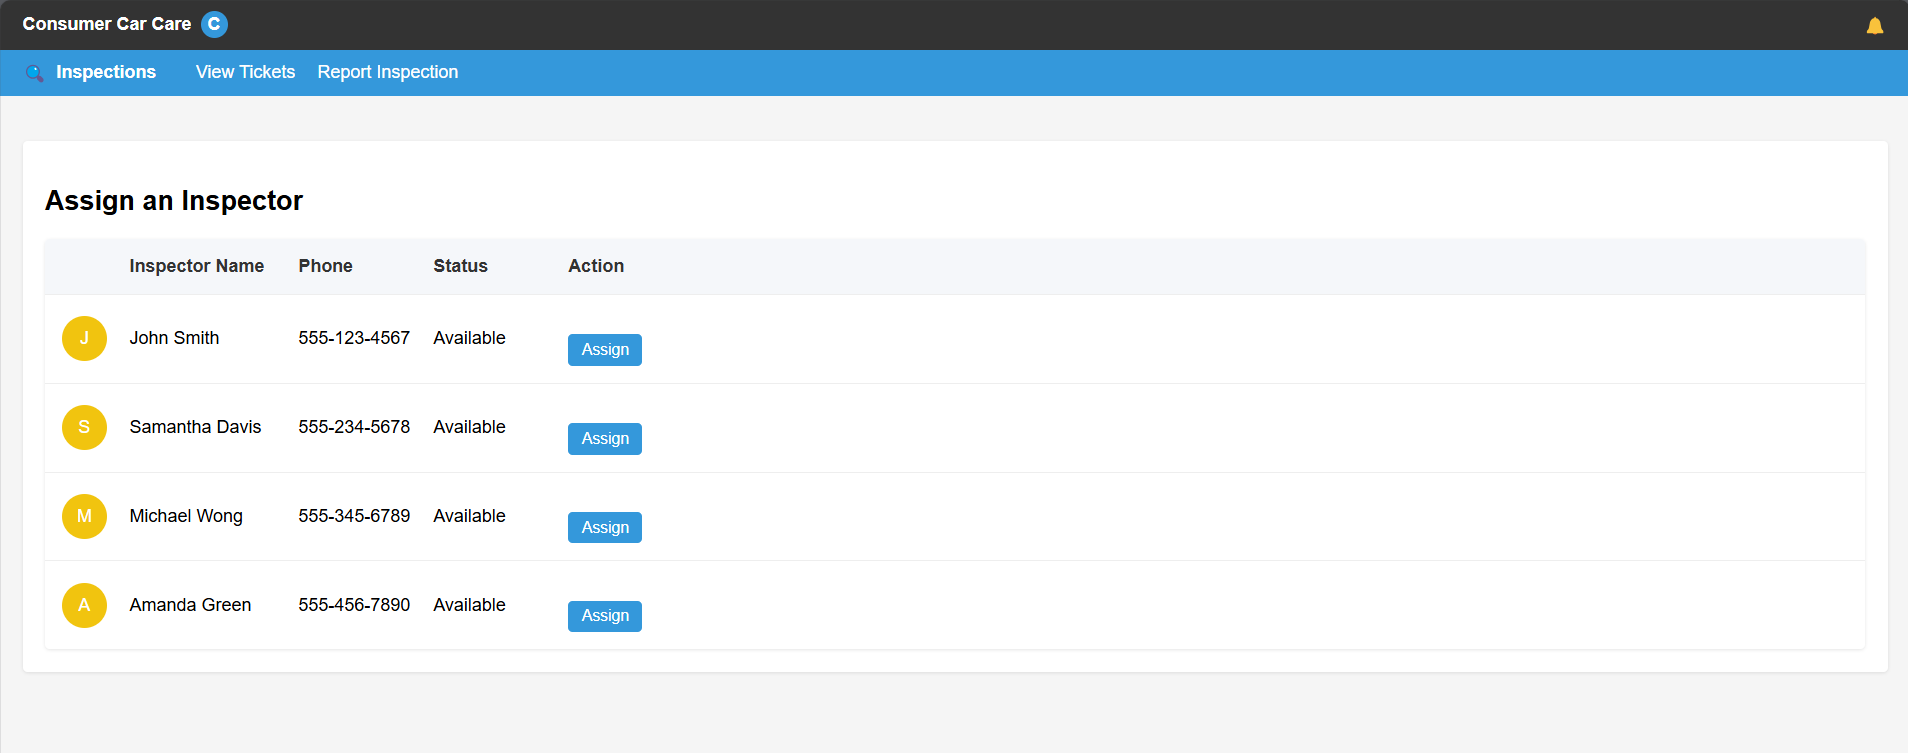 Consumer Car Care C
Inspections View Tickets Report Inspection
Assign an Inspector
Inspector Name Phone Status Action
J John Smith 555-123-4567 Available Assign
S Samantha Davis 555-234-5678 Available Assign
M Michael Wong 555-345-6789 Available Assign
A Amanda Green 555-456-7890 Available Assign